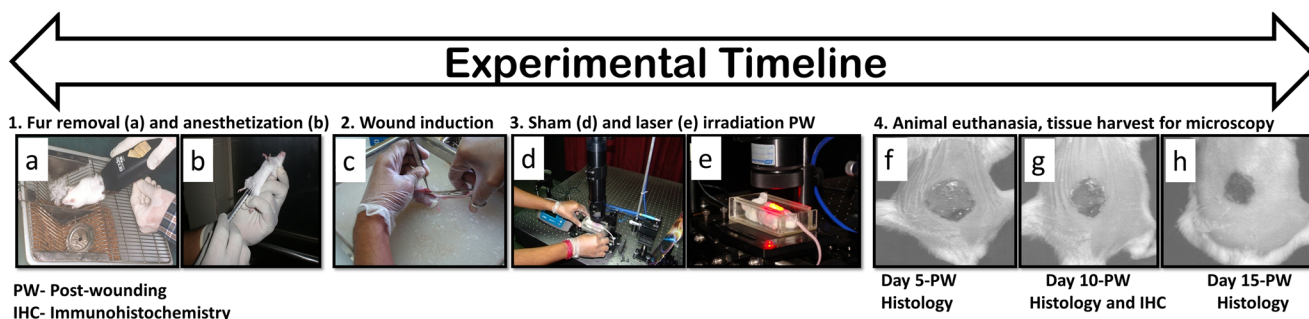 Experimental Timeline
1. Fur removal (a) and anesthetization (b)
2. Wound induction
3. Sham (d) and laser (e) irradiation PW
4. Animal euthanasia, tissue harvest for microscopy
a
b
c
d
e
f
g
h
PW- Post-wounding
IHC- Immunohistochemistry
Day 5-PW
Histology
Day 10-PW
Histology and IHC
Day 15-PW
Histology